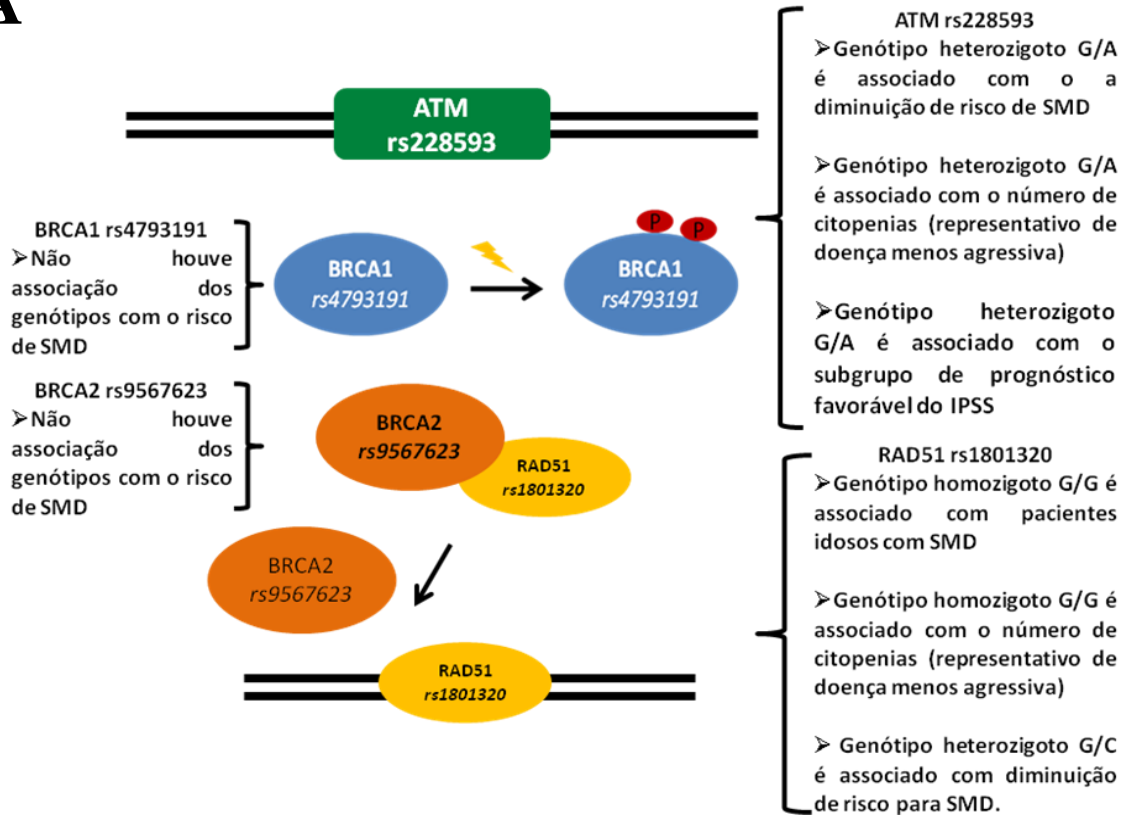 A
ATM
rs228593
BRCA1 rs4793191
➢Não houve
associação dos
genótipos com o risco
de SMD
BRCA1
rs4793191
P
P
BRCA1
rs4793191
BRCA2 rs9567623
➢Não houve
associação dos
genótipos com o risco
de SMD
BRCA2
rs9567623
RAD51
rs1801320
BRCA2
rs9567623
RAD51
rs1801320
ATM rs228593
➢Genótipo heterozigoto G/A
é associado com o a
diminuição de risco de SMD
➢Genótipo heterozigoto G/A
é associado com o número de
citopenias (representativo de
doença menos agressiva)
➢Genótipo heterozigoto
G/A é associado com o
subgrupo de prognóstico
favorável do IPSS
RAD51 rs1801320
➢Genótipo homozigoto G/G é
associado com pacientes
idosos com SMD
➢Genótipo homozigoto G/G é
associado com o número de
citopenias (representativo de
doença menos agressiva)
➢ Genótipo heterozigoto G/C
é associado com diminuição
de risco para SMD.